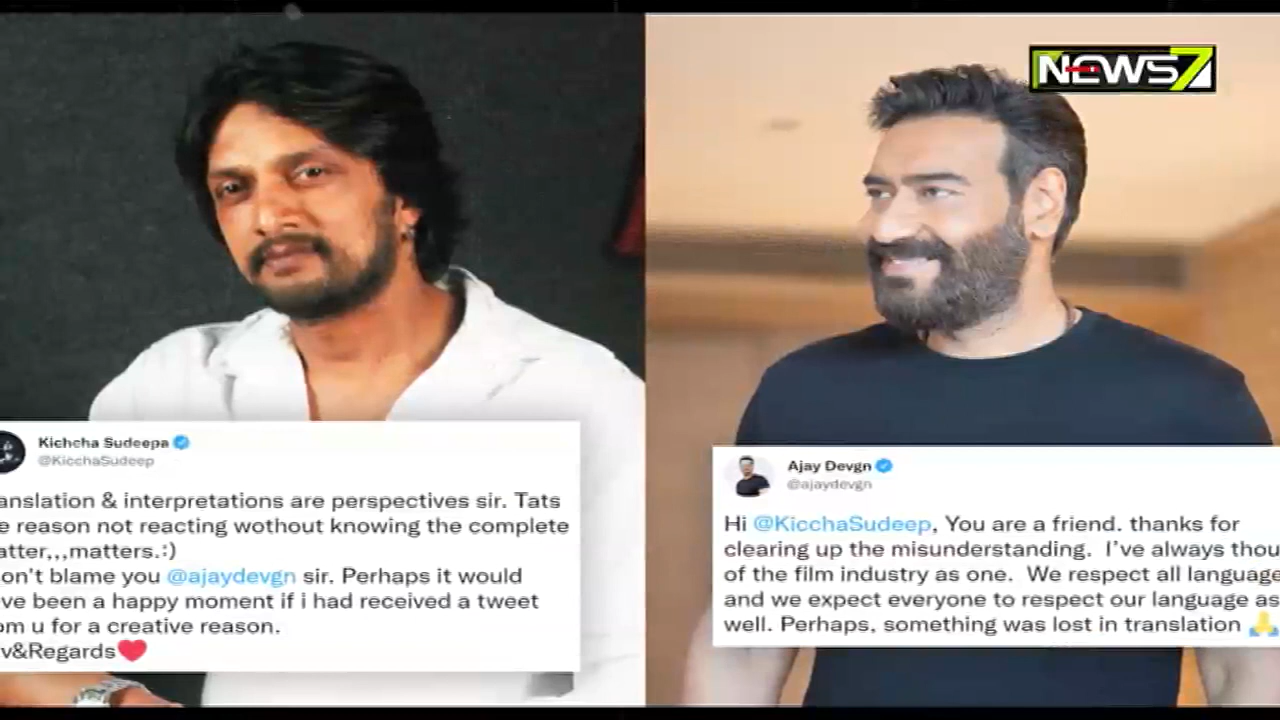 NEWS7
Kichcha Sudeepa
@KicchaSudeep
anslation & interpretations are perspectives sir. Tats
e reason not reacting wothout knowing the complete
atter,,,matters.:)
on't blame you @ajaydevgn sir. Perhaps it would
ve been a happy moment if i had received a tweet
om u for a creative reason.
v&Regards❤️
Ajay Devgn
@ajaydevgn
Hi @KicchaSudeep, You are a friend. thanks for
clearing up the misunderstanding. I've always thou
of the film industry as one. We respect all language
and we expect everyone to respect our language as
well. Perhaps, something was lost in translation 🙏